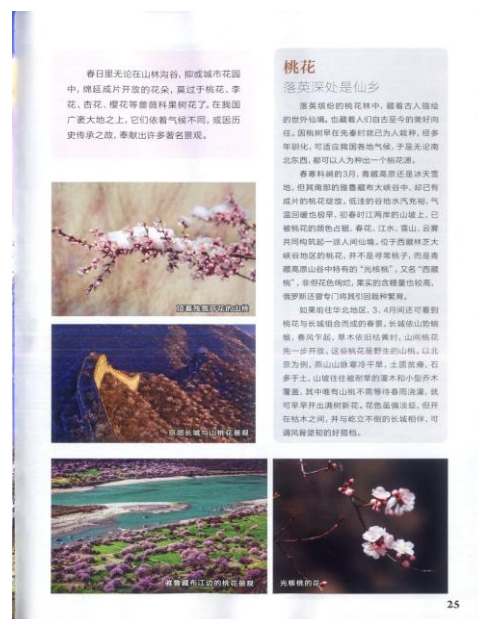 春日里无论在山林沟谷,抑或城市花园
中,绵延成片开放的花朵,莫过于桃花、李
花、杏花、樱花等蔷薇科果树花了。在我国
广袤大地之上,它们依着气候不同,或因历
史传承之故,奉献出许多著名景观。
桃花
落英深处是仙乡
落英缤纷的桃花林中,藏着古人描绘
的世外仙境,也藏着人们自古至今的美好向
往。因桃树早在先秦时就已为人栽种,经多
年驯化,可适应我国各地气候,于是无论南
北东西,都可以人为种出一个桃花源。
春寒料峭的3月,青藏高原还是冰天雪
地,但其南部的雅鲁藏布大峡谷中,却已有
成片的桃花绽放。低洼的谷地水汽充裕,气
温回暖也极早,初春时江两岸的山坡上,已
被桃花的颜色占据,春花、江水、雪山、云雾
共同构筑起一派人间仙境。位于西藏林芝大
峡谷地区的桃花,并不是寻常桃子,而是青
藏高原山谷中特有的“光核桃”,又名“西藏
桃”,非但花色绚烂,果实的含糖量也较高,
俄罗斯还曾专门将其引回栽种繁育。
如果前往华北地区,3、4月间还可看到
桃花与长城组合而成的春景。长城依山势蜿
蜒,春风乍起,草木依旧枯黄时,山间桃花
先一步开放,这些桃花是野生的山桃。以北
京为例,燕山山脉寒冷干旱,土质贫瘠,石
多于土,山坡往往被耐旱的灌木和小型乔木
覆盖,其中唯有山桃不需等待春雨浇灌,就
可早早开出满树新花。花色虽偏淡些,但开
在枯木之间,并与屹立不倒的长城相伴,可
谓风骨坚韧的好搭档。
顶着残雪开花的山桃
京郊长城与山桃花景观
雅鲁藏布江边的桃花景观
光核桃的花
25